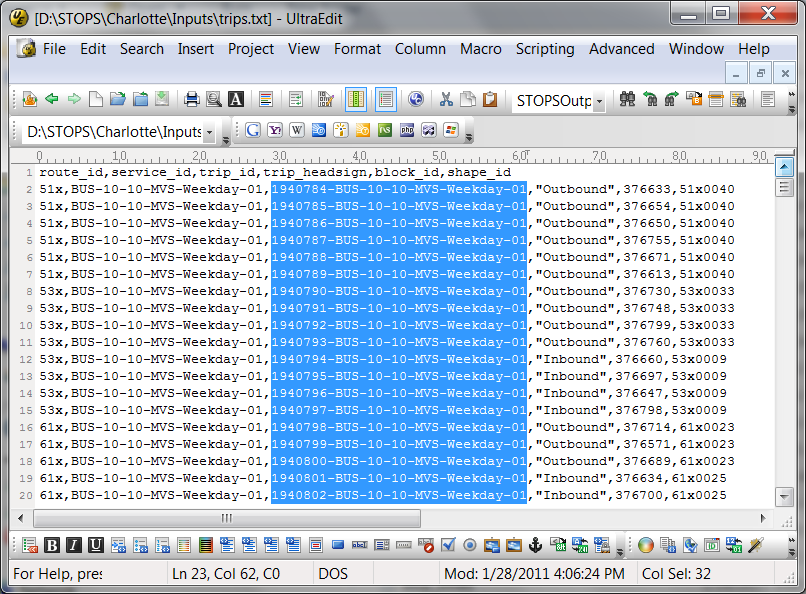 [D:\STOPS\Charlotte\Inputs\trips.txt] - UltraEdit
File Edit Search Insert Project View Format Column Macro Scripting Advanced Window Help
STOPSOutp
D:\STOPS\Charlotte\Inputs
0 10 20 30 40 50 60 70 80 90
1 route_id,service_id,trip_id,trip_headsign,block_id,shape_id
2 51x,BUS-10-10-MVS-Weekday-01,1940784-BUS-10-10-MVS-Weekday-01,"Outbound",376633,51x0040
3 51x,BUS-10-10-MVS-Weekday-01,1940785-BUS-10-10-MVS-Weekday-01,"Outbound",376654,51x0040
4 51x,BUS-10-10-MVS-Weekday-01,1940786-BUS-10-10-MVS-Weekday-01,"Outbound",376650,51x0040
5 51x,BUS-10-10-MVS-Weekday-01,1940787-BUS-10-10-MVS-Weekday-01,"Outbound",376755,51x0040
6 51x,BUS-10-10-MVS-Weekday-01,1940788-BUS-10-10-MVS-Weekday-01,"Outbound",376671,51x0040
7 51x,BUS-10-10-MVS-Weekday-01,1940789-BUS-10-10-MVS-Weekday-01,"Outbound",376613,51x0040
8 53x,BUS-10-10-MVS-Weekday-01,1940790-BUS-10-10-MVS-Weekday-01,"Outbound",376730,53x0033
9 53x,BUS-10-10-MVS-Weekday-01,1940791-BUS-10-10-MVS-Weekday-01,"Outbound",376748,53x0033
10 53x,BUS-10-10-MVS-Weekday-01,1940792-BUS-10-10-MVS-Weekday-01,"Outbound",376799,53x0033
11 53x,BUS-10-10-MVS-Weekday-01,1940793-BUS-10-10-MVS-Weekday-01,"Outbound",376760,53x0033
12 53x,BUS-10-10-MVS-Weekday-01,1940794-BUS-10-10-MVS-Weekday-01,"Inbound",376660,53x0009
13 53x,BUS-10-10-MVS-Weekday-01,1940795-BUS-10-10-MVS-Weekday-01,"Inbound",376697,53x0009
14 53x,BUS-10-10-MVS-Weekday-01,1940796-BUS-10-10-MVS-Weekday-01,"Inbound",376647,53x0009
15 53x,BUS-10-10-MVS-Weekday-01,1940797-BUS-10-10-MVS-Weekday-01,"Inbound",376798,53x0009
16 61x,BUS-10-10-MVS-Weekday-01,1940798-BUS-10-10-MVS-Weekday-01,"Outbound",376714,61x0023
17 61x,BUS-10-10-MVS-Weekday-01,1940799-BUS-10-10-MVS-Weekday-01,"Outbound",376571,61x0023
18 61x,BUS-10-10-MVS-Weekday-01,1940800-BUS-10-10-MVS-Weekday-01,"Outbound",376689,61x0023
19 61x,BUS-10-10-MVS-Weekday-01,1940801-BUS-10-10-MVS-Weekday-01,"Inbound",376634,61x0025
20 61x,BUS-10-10-MVS-Weekday-01,1940802-BUS-10-10-MVS-Weekday-01,"Inbound",376700,61x0025
B I U
For Help, pres Ln 23, Col 62, C0 DOS Mod: 1/28/2011 4:06:24 PM Col Sel: 32